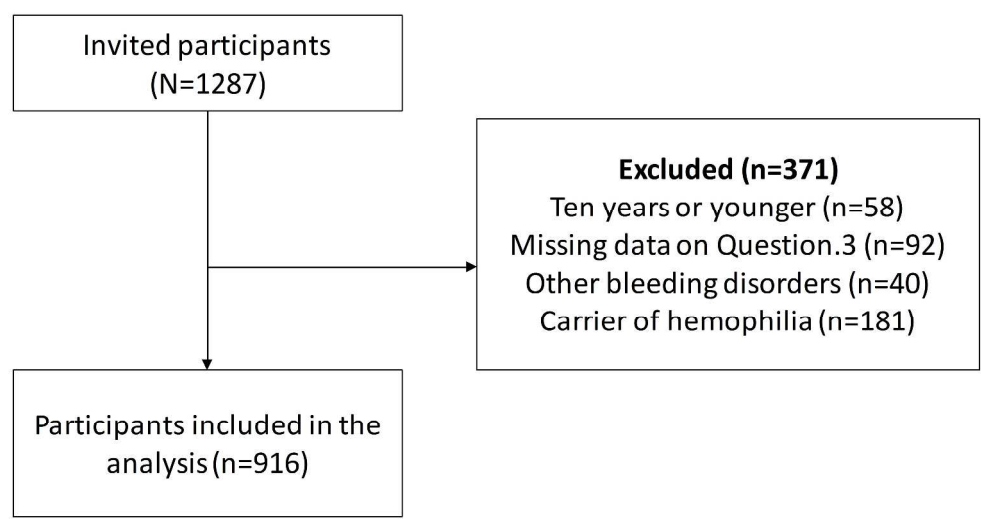 Invited participants
(N=1287)
Excluded (n=371)
Ten years or younger (n=58)
Missing data on Question.3 (n=92)
Other bleeding disorders (n=40)
Carrier of hemophilia (n=181)
Participants included in the
analysis (n=916)